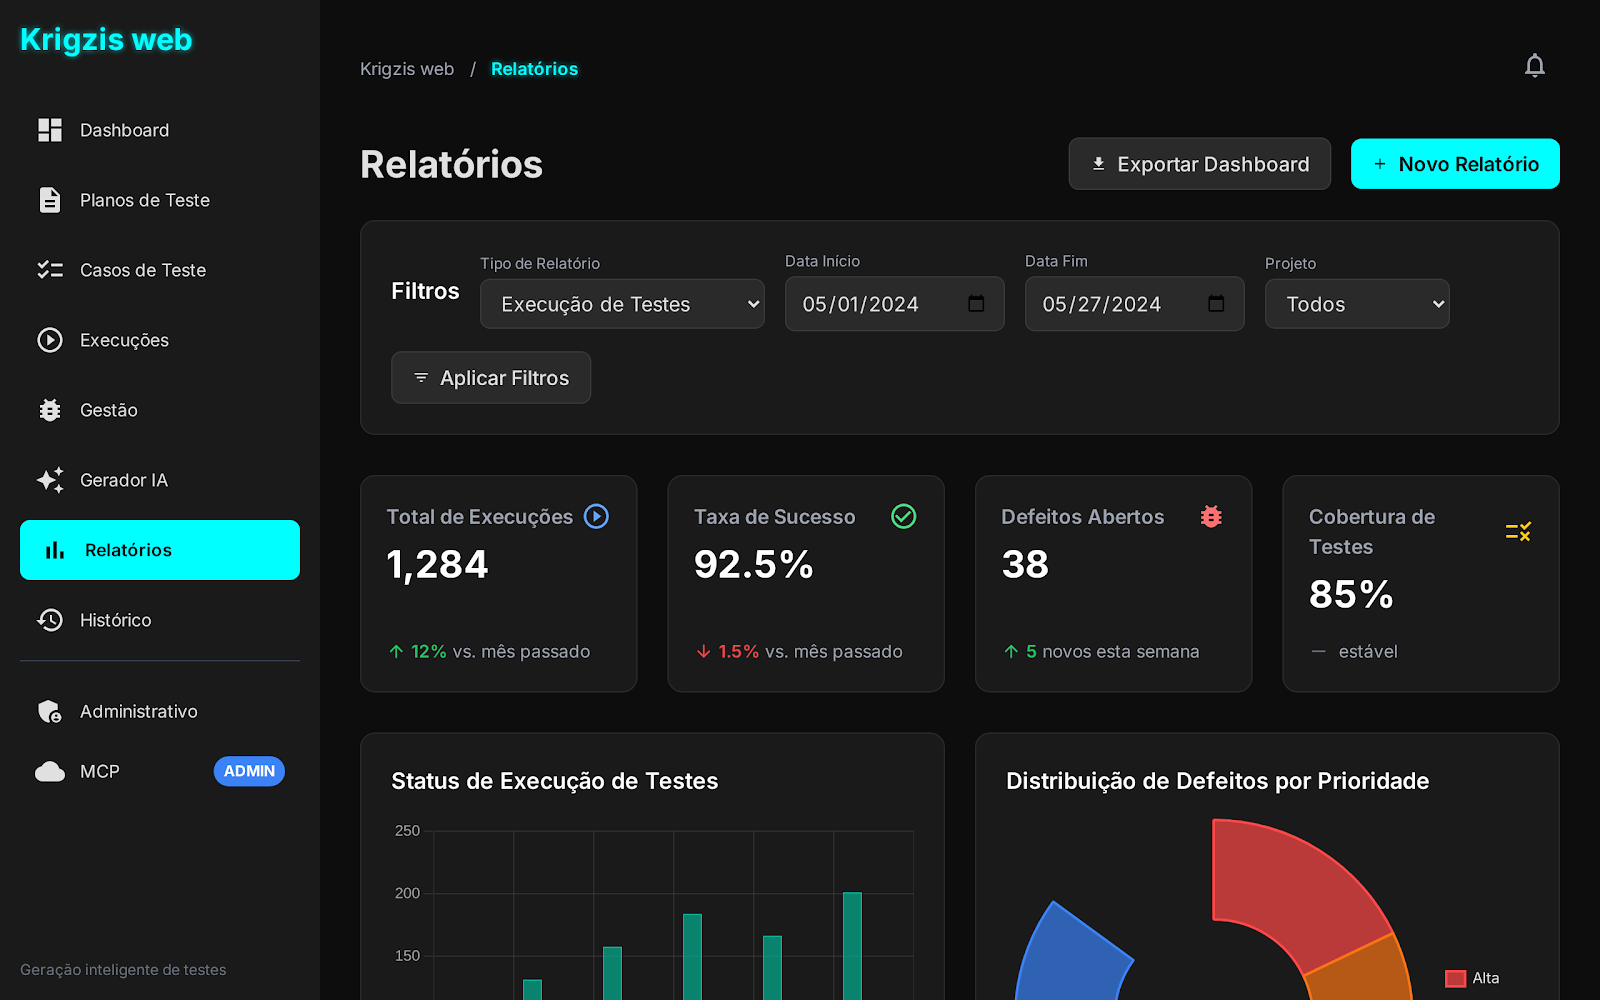 Krigzis web
Dashboard
Planos de Teste
Casos de Teste
Execuções
Gestão
Gerador IA
Relatórios
Histórico
Administrativo
MCP ADMIN
Geração inteligente de testes
Krigzis web / Relatórios
Relatórios
Exportar Dashboard
+ Novo Relatório
Filtros
Tipo de Relatório
Execução de Testes
Data Início
05/01/2024
Data Fim
05/27/2024
Projeto
Todos
Aplicar Filtros
Total de Execuções
1,284
↑ 12% vs. mês passado
Taxa de Sucesso
92.5%
↓ 1.5% vs. mês passado
Defeitos Abertos
38
↑ 5 novos esta semana
Cobertura de
Testes
85%
— estável
Status de Execução de Testes
250
200
150
Distribuição de Defeitos por Prioridade
Alta